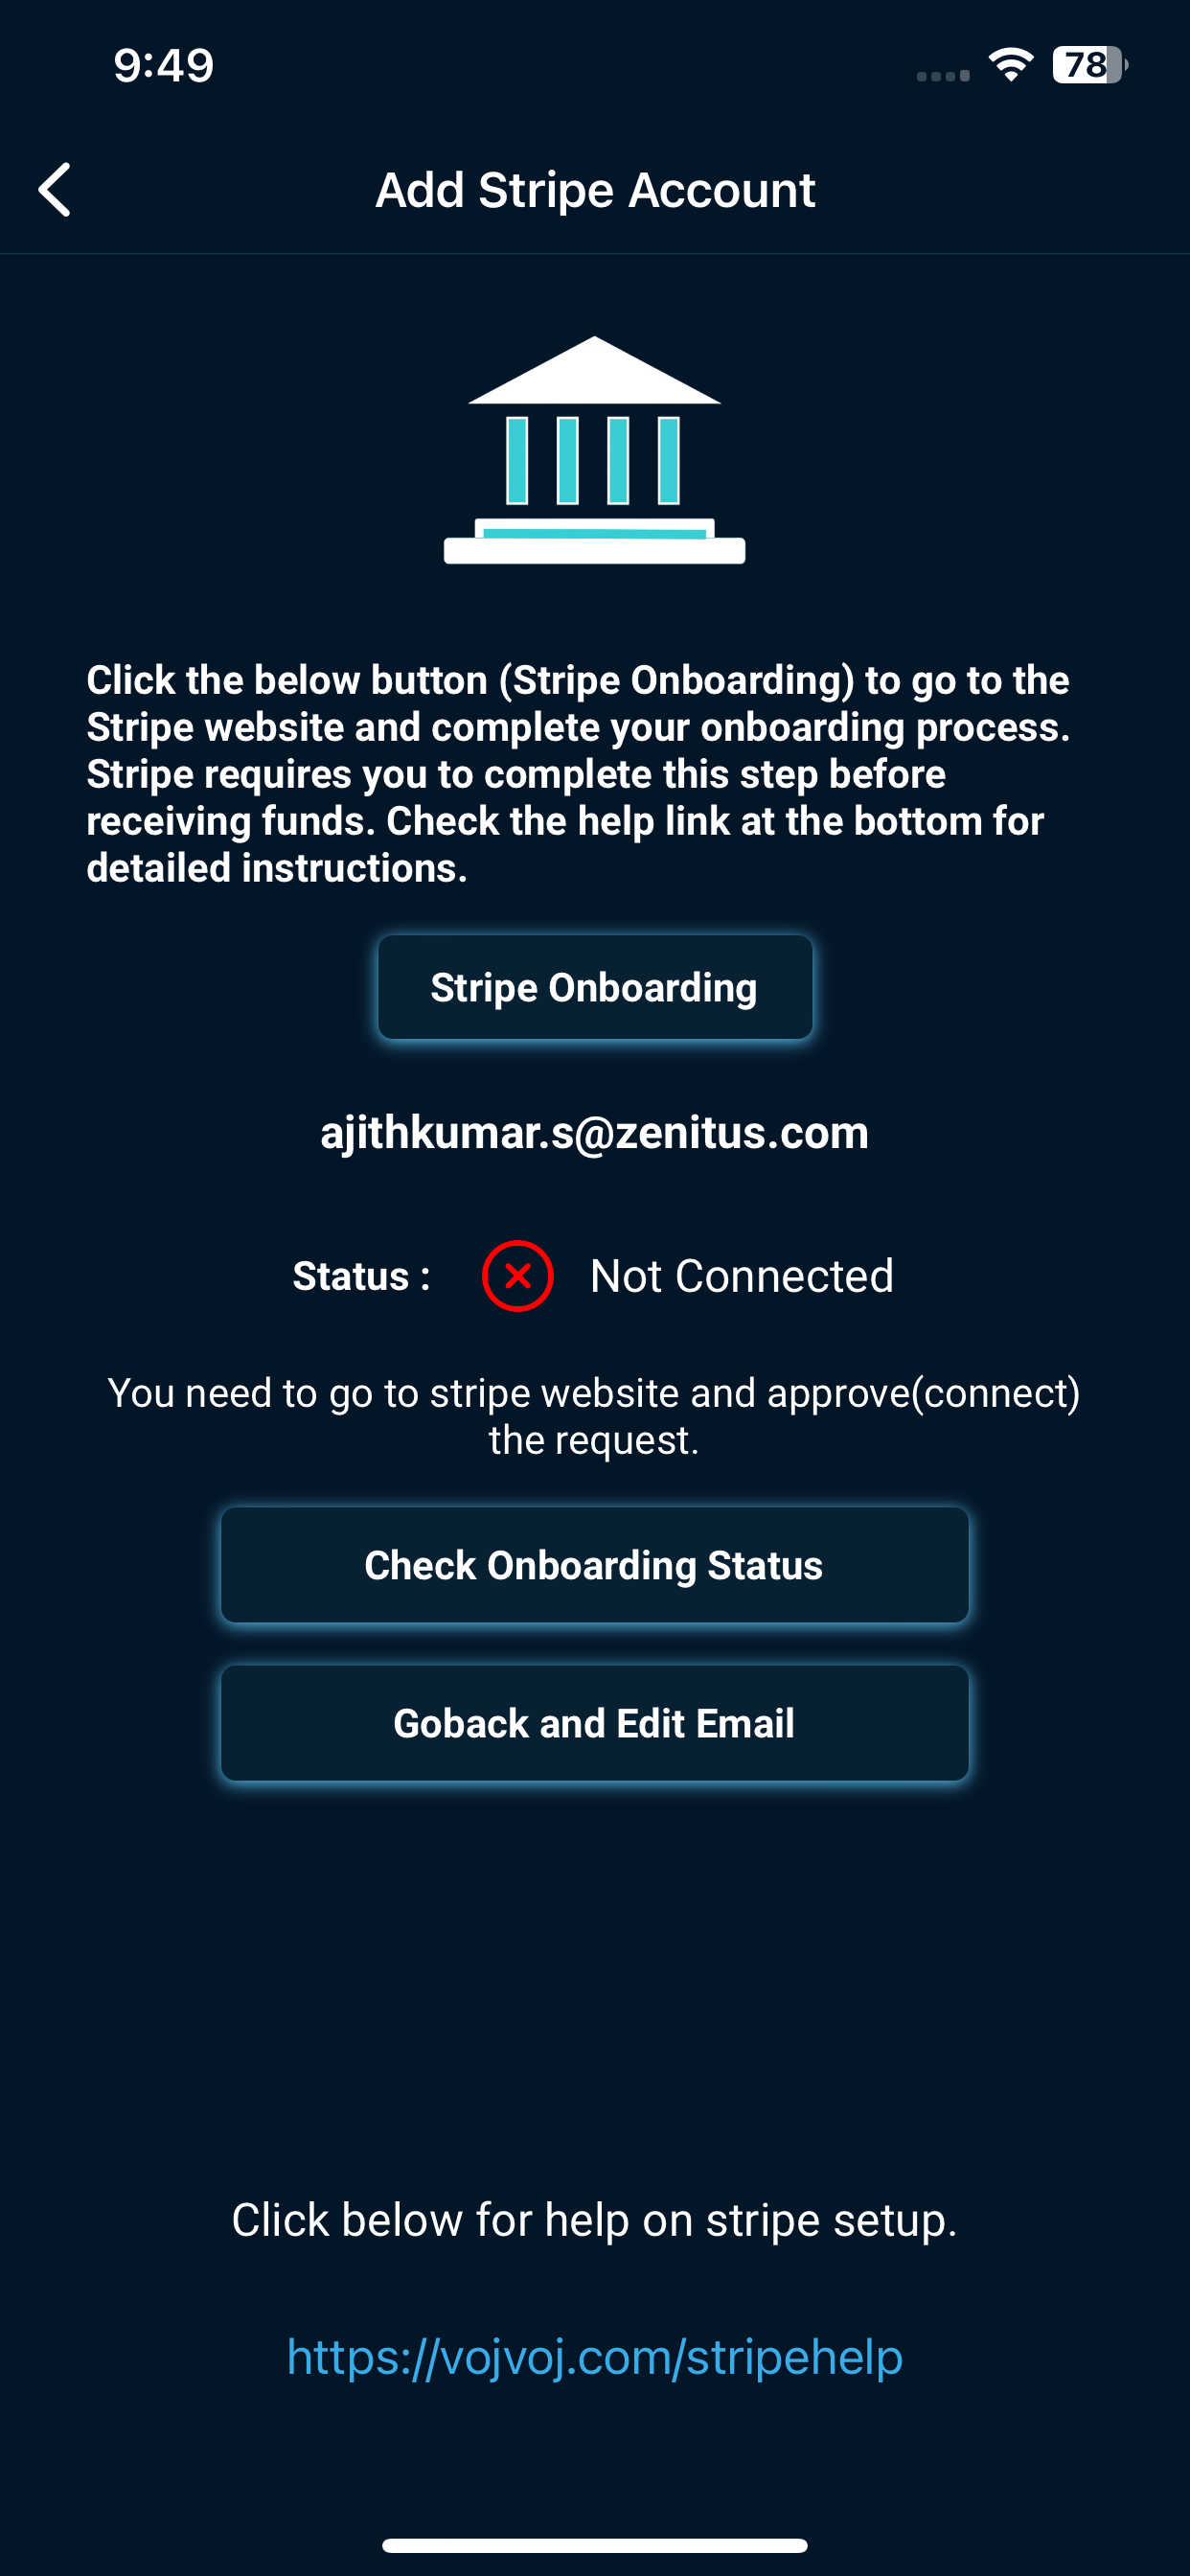 9:49
78
Add Stripe Account
Click the below button (Stripe Onboarding) to go to the
Stripe website and complete your onboarding process.
Stripe requires you to complete this step before
receiving funds. Check the help link at the bottom for
detailed instructions.
Stripe Onboarding
ajithkumar.s@zenitus.com
Status : Not Connected
You need to go to stripe website and approve(connect)
the request.
Check Onboarding Status
Goback and Edit Email
Click below for help on stripe setup.
https://vojvoj.com/stripehelp